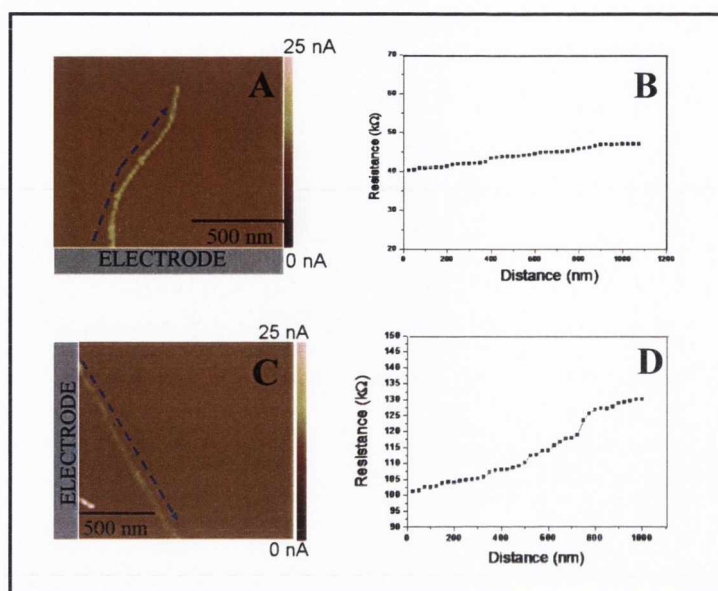 25 nA
A
500 nm
ELECTRODE
0 nA
B
Resistance (kΩ)
70
60
50
40
30
20
0 200 400 600 800 1000 1200
Distance (nm)
25 nA
C
ELECTRODE
500 nm
0 nA
D
Resistance (kΩ)
150
145
140
135
130
125
120
115
110
105
100
95
90
0 200 400 600 800 1000
Distance (nm)